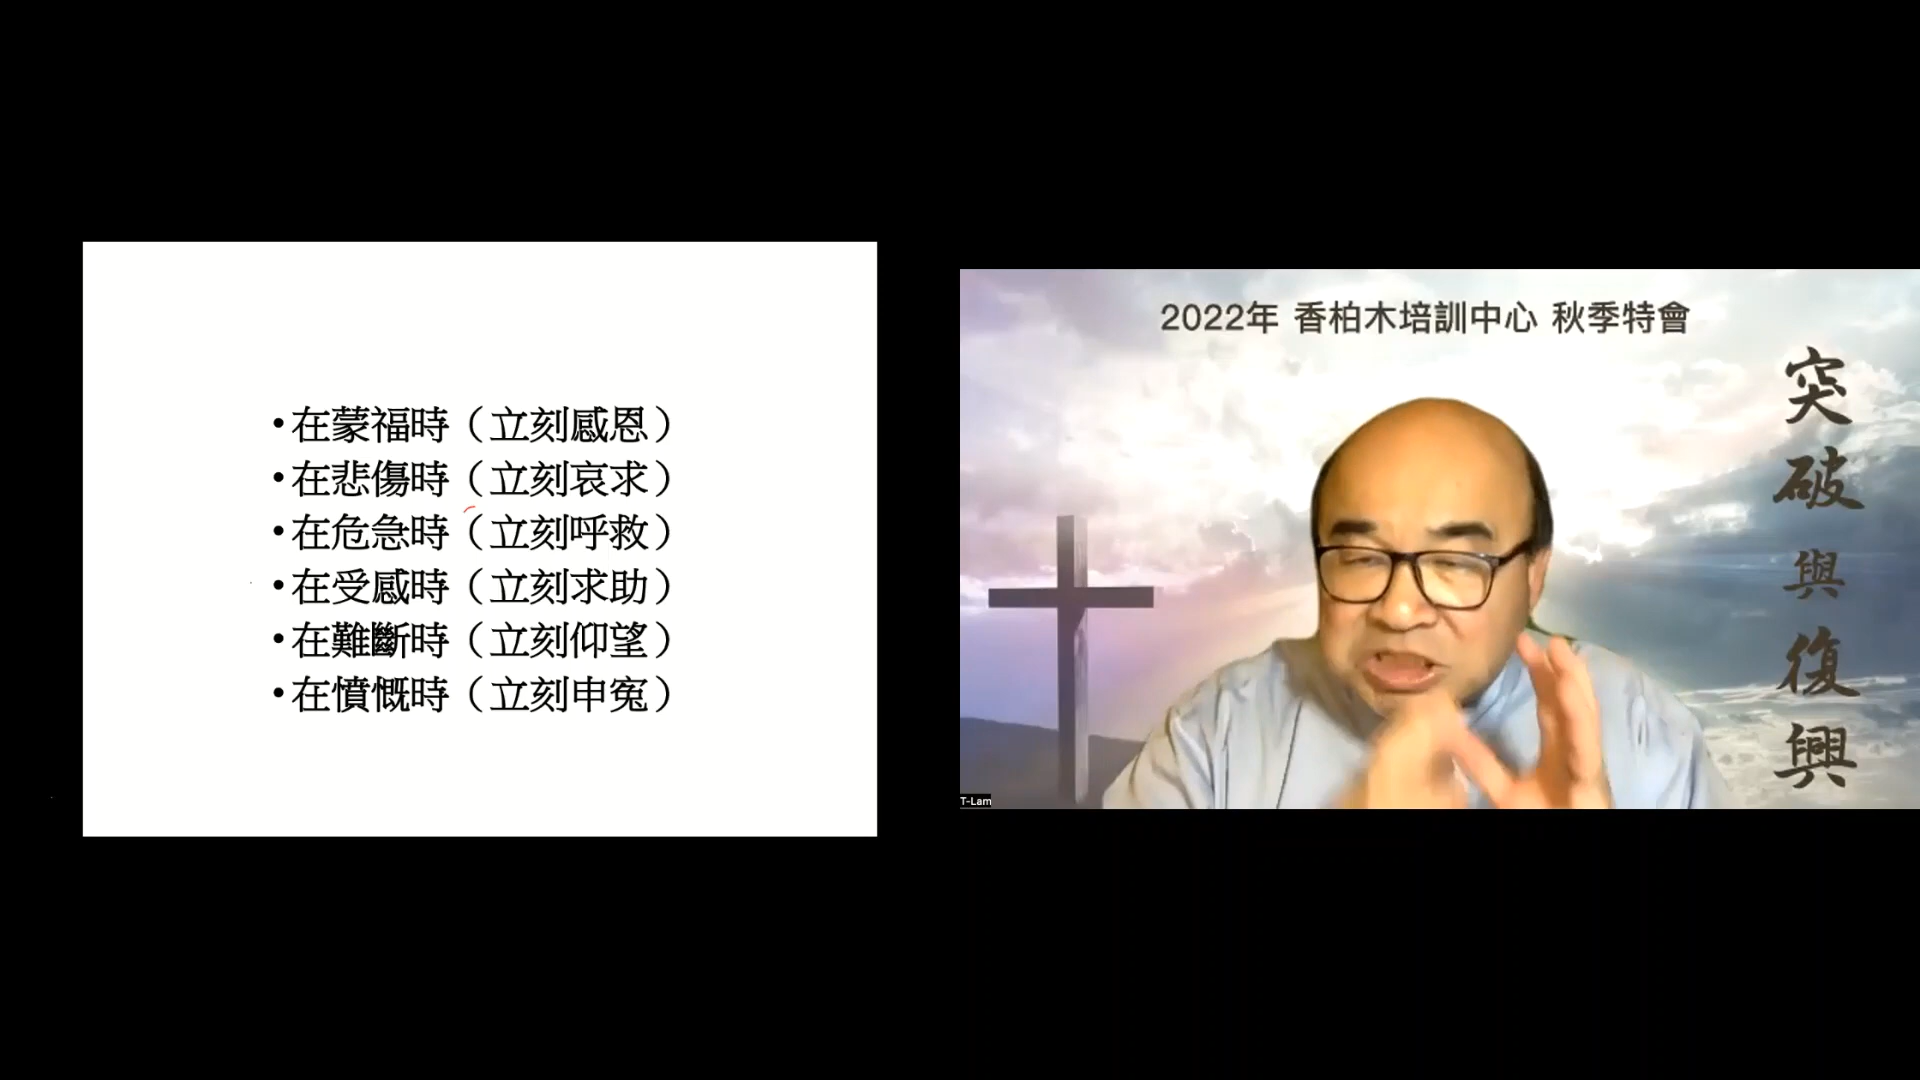 •在蒙福時（立刻感恩）
•在悲傷時（立刻哀求）
•在危急時（立刻呼救）
•在受感時（立刻求助）
•在難斷時（立刻仰望）
•在憤慨時（立刻申冤）
2022年 香柏木培訓中心 秋季特會
突破與復興
T-Lam